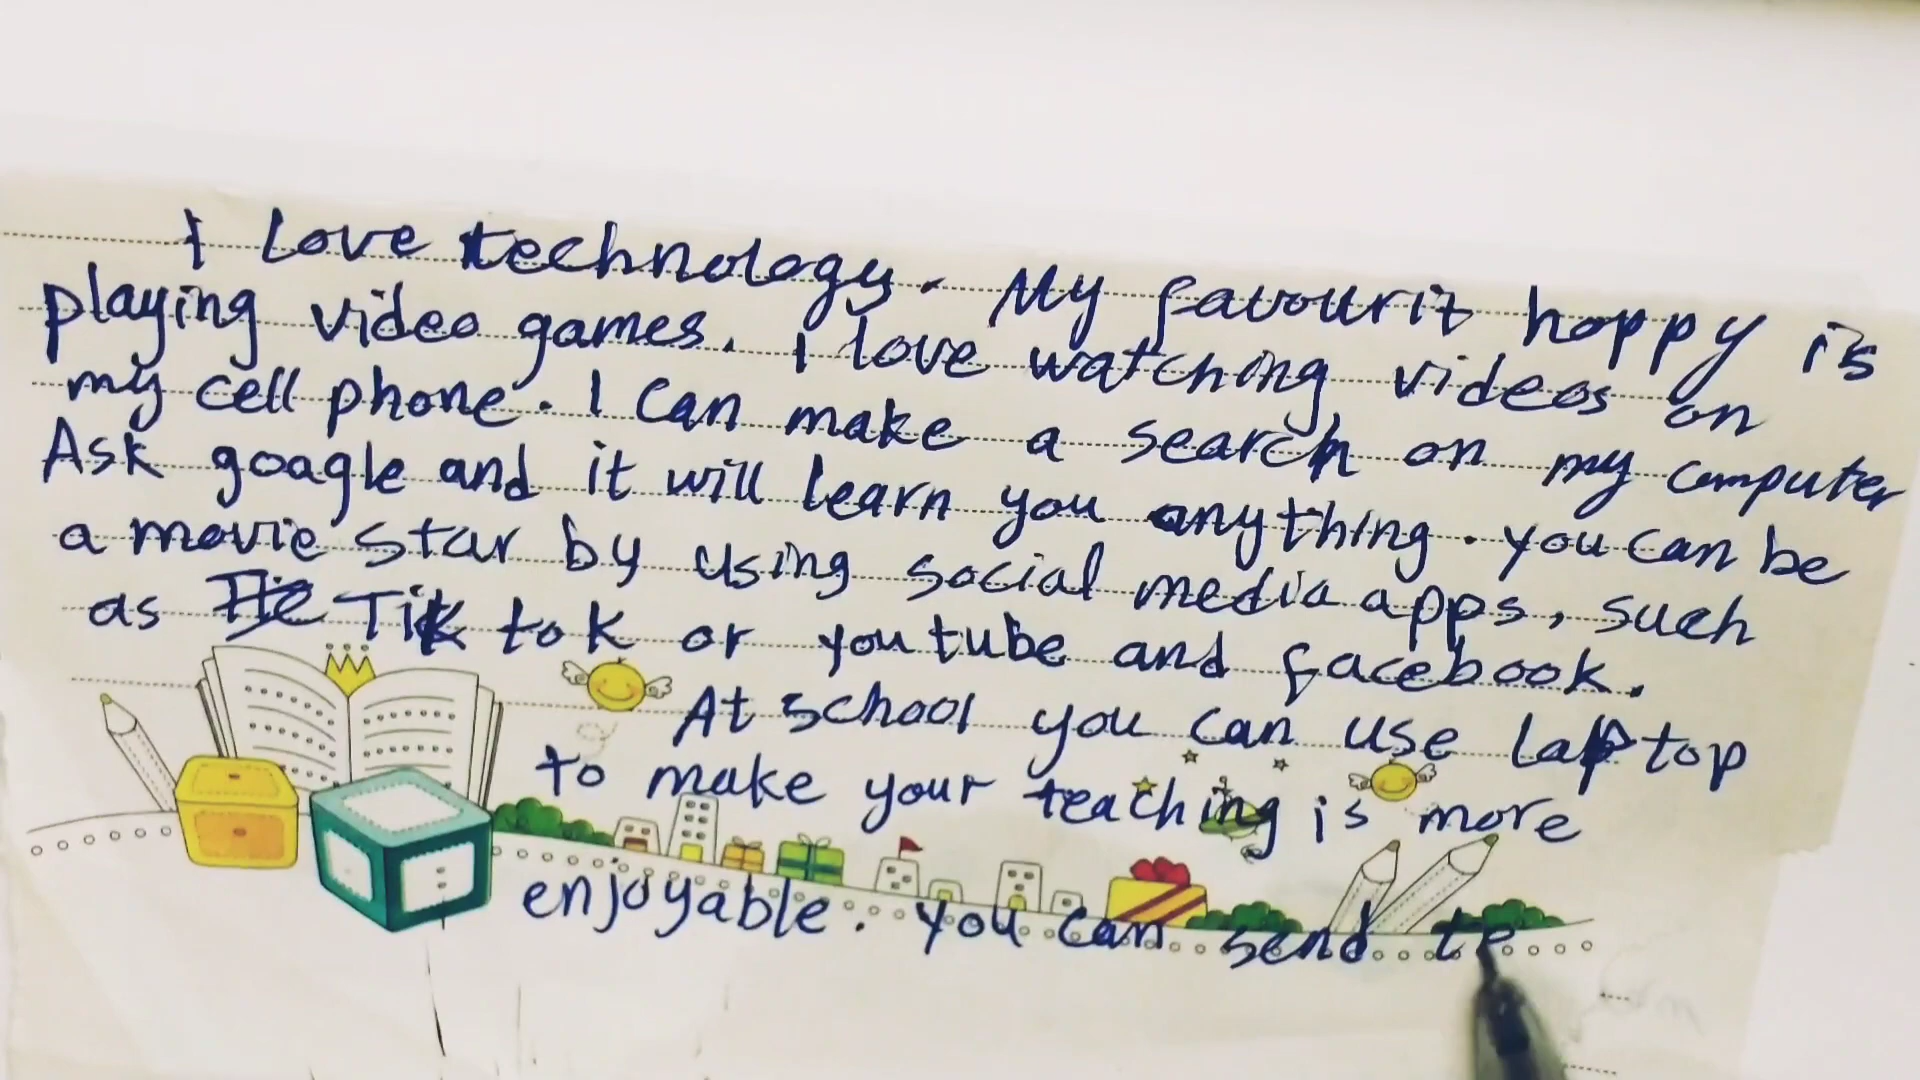 I love technology. My favourit hoppy is
playing video games. I love watching videos on
my cell phone. I can make a search on my computer
Ask goagle and it will learn you anything. you can be
a movie star by using social media apps, such
as Tik tok or youtube and facebook.
At school you can use laptop
to make your teaching is more
enjoyable. you can send te